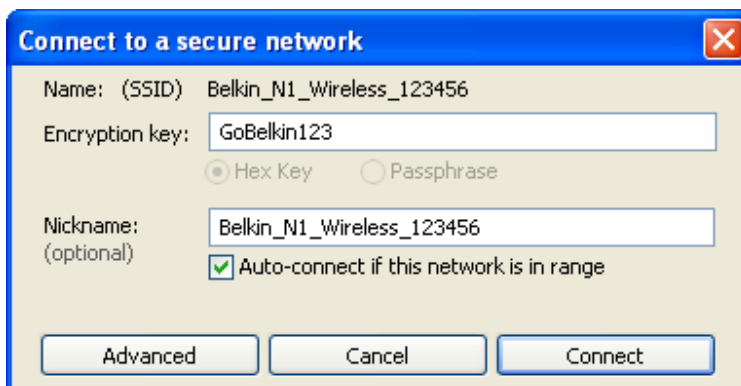 Connect to a secure network
Name: (SSID) Belkin_N1_Wireless_123456
Encryption key: GoBelkin123
Hex Key Passphrase
Nickname: Belkin_N1_Wireless_123456
(optional)
Auto-connect if this network is in range
Advanced Cancel Connect